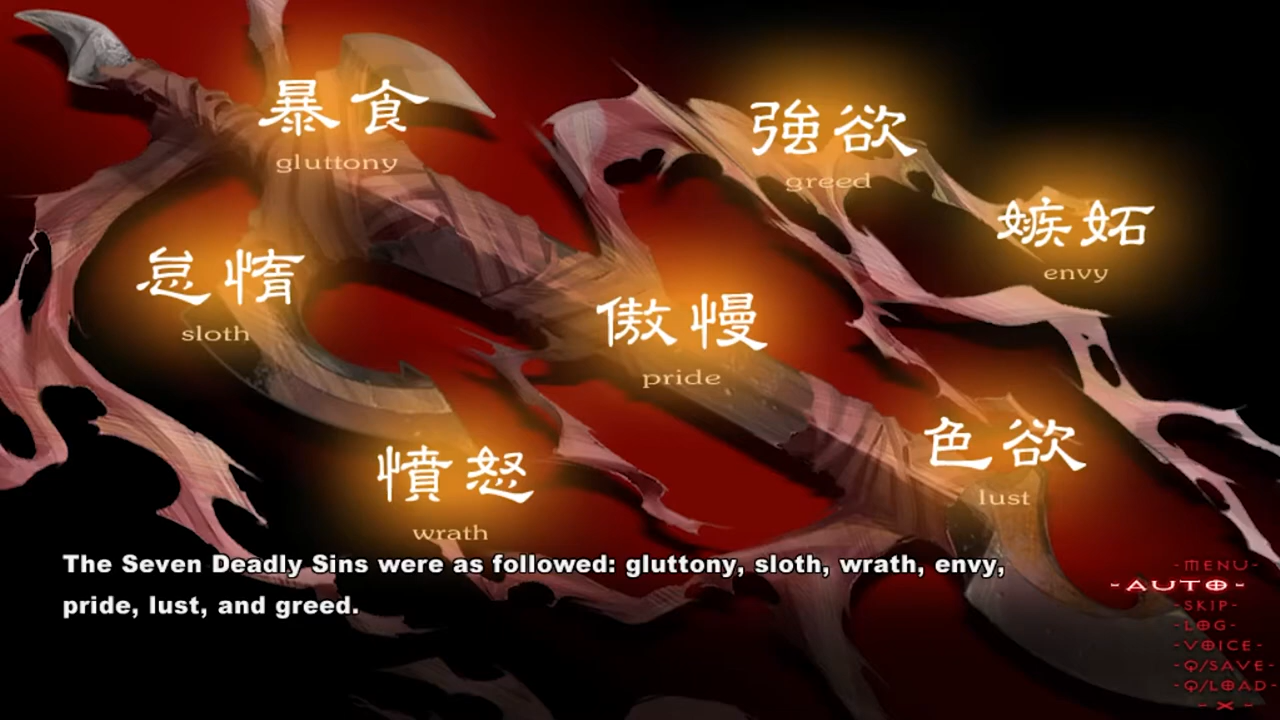 暴食
gluttony
強欲
greed
嫉妬
envy
怠惰
sloth
傲慢
pride
色欲
lust
憤怒
wrath
The Seven Deadly Sins were as followed: gluttony, sloth, wrath, envy,
pride, lust, and greed.
-MENU-
-AUTO-
-SKIP-
-LOG-
-VOICE-
-Q/SAVE-
-Q/LOAD-
-X-